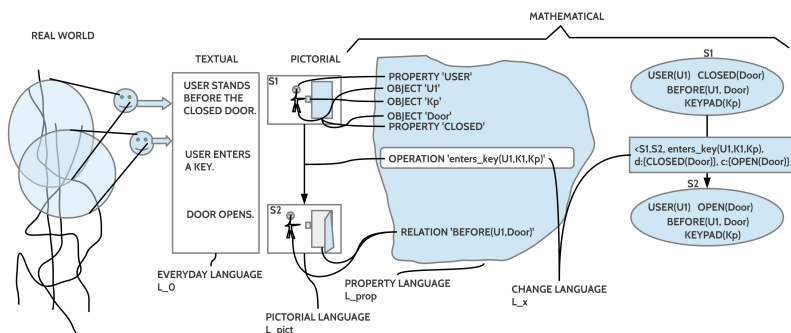 MATHEMATICAL
REAL WORLD
TEXTUAL
PICTORIAL
USER STANDS
BEFORE THE
CLOSED DOOR.
USER ENTERS
A KEY.
DOOR OPENS.
EVERYDAY LANGUAGE
L_0
S1
S2
PICTORIAL LANGUAGE
L_pict
PROPERTY 'USER'
OBJECT 'U1'
OBJECT 'Kp'
OBJECT 'Door'
PROPERTY 'CLOSED'
OPERATION 'enters_key(U1,K1,Kp)'
RELATION 'BEFORE(U1,Door)'
PROPERTY LANGUAGE
L_prop
CHANGE LANGUAGE
L_x
S1
USER(U1) CLOSED(Door)
BEFORE(U1, Door)
KEYPAD(Kp)
<S1,S2, enters_key(U1,K1,Kp),
d:{CLOSED(Door)}, c:{OPEN(Door)}>
S2
USER(U1) OPEN(Door)
BEFORE(U1, Door)
KEYPAD(Kp)